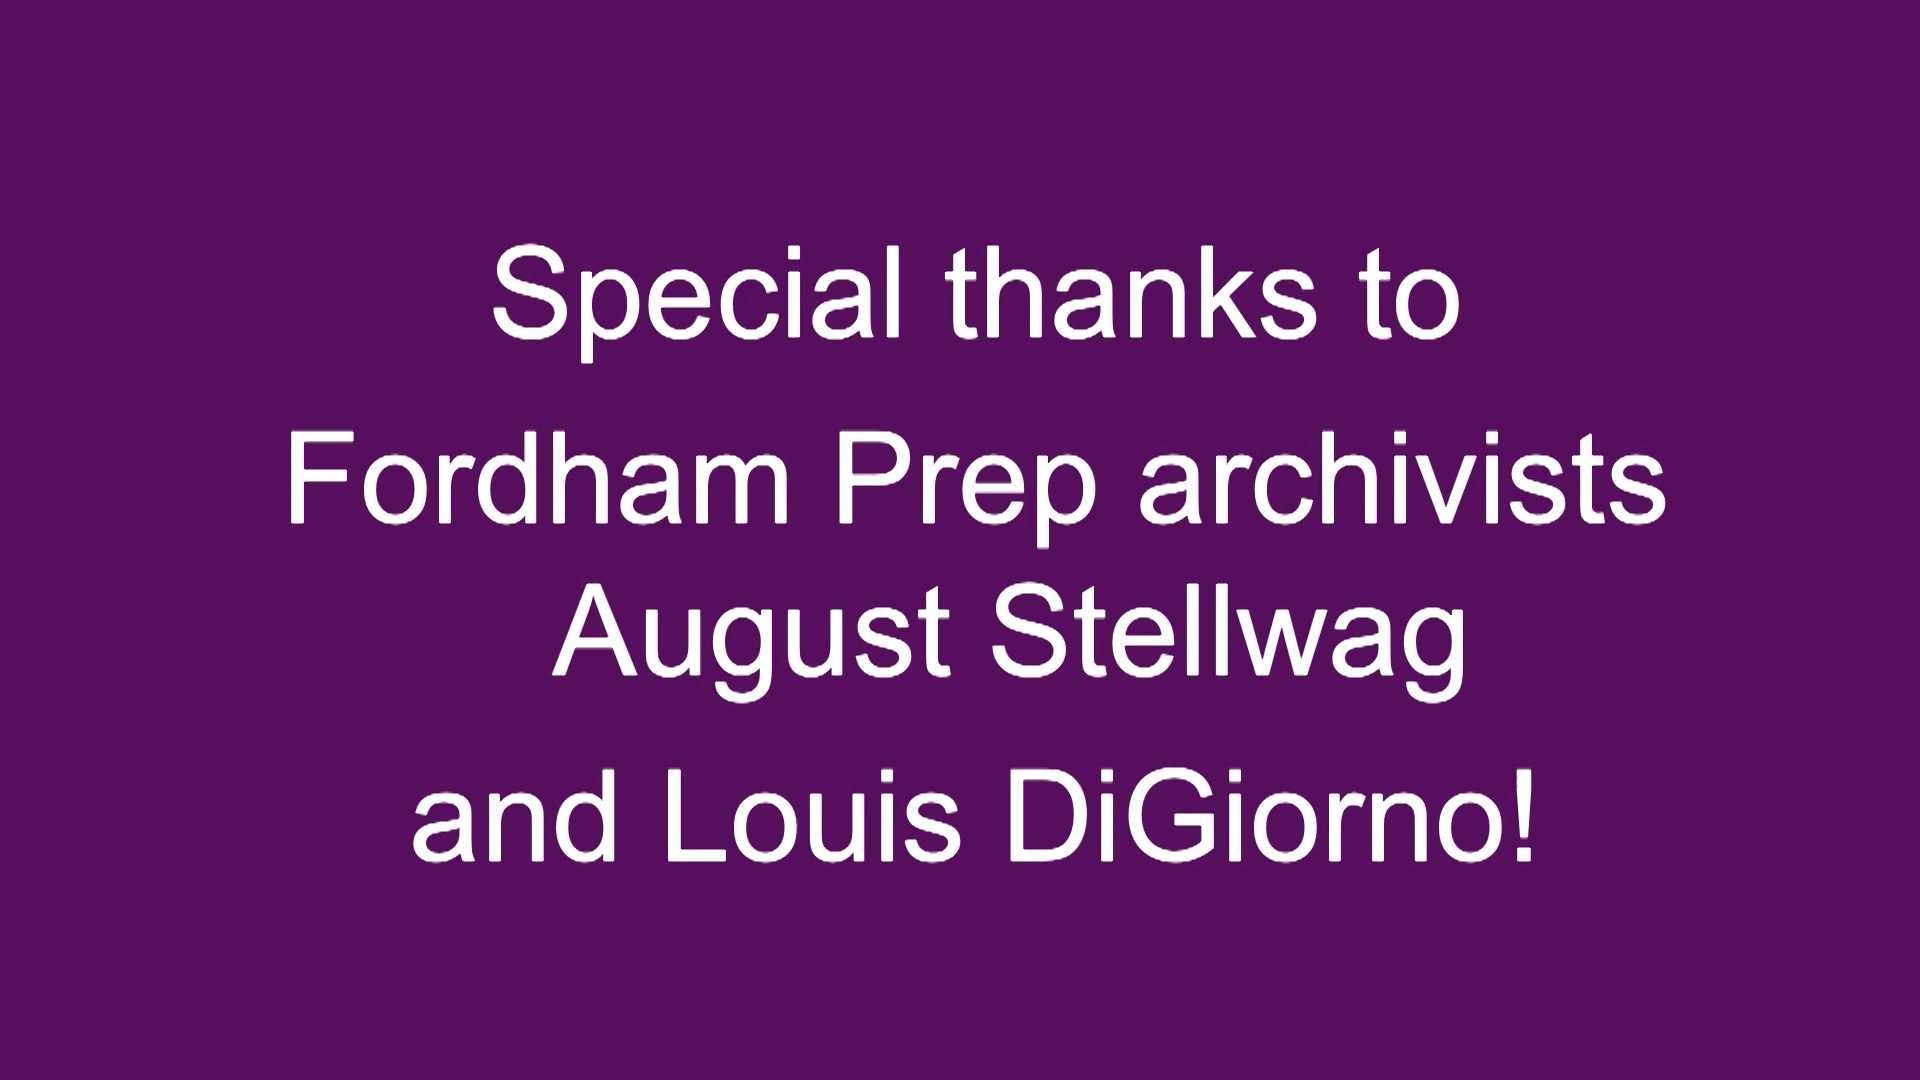 Special thanks to
Fordham Prep archivists
August Stellwag
and Louis DiGiorno!